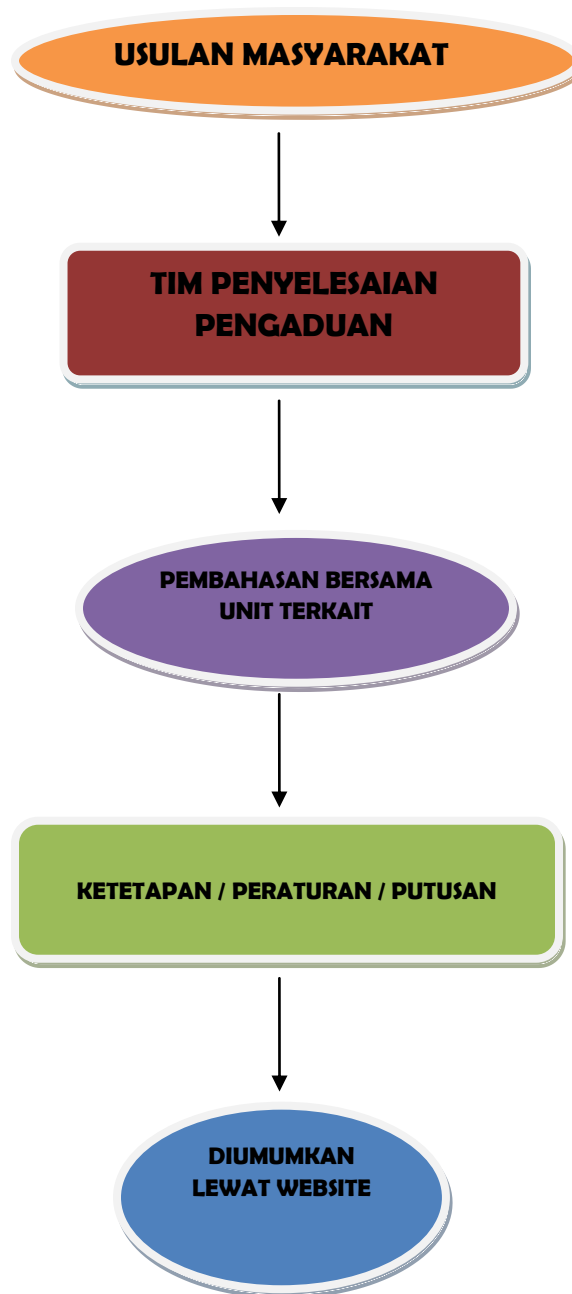 USULAN MASYARAKAT
TIM PENYELESAIAN
PENGADUAN
PEMBAHASAN BERSAMA
UNIT TERKAIT
KETETAPAN / PERATURAN / PUTUSAN
DIUMUMKAN
LEWAT WEBSITE